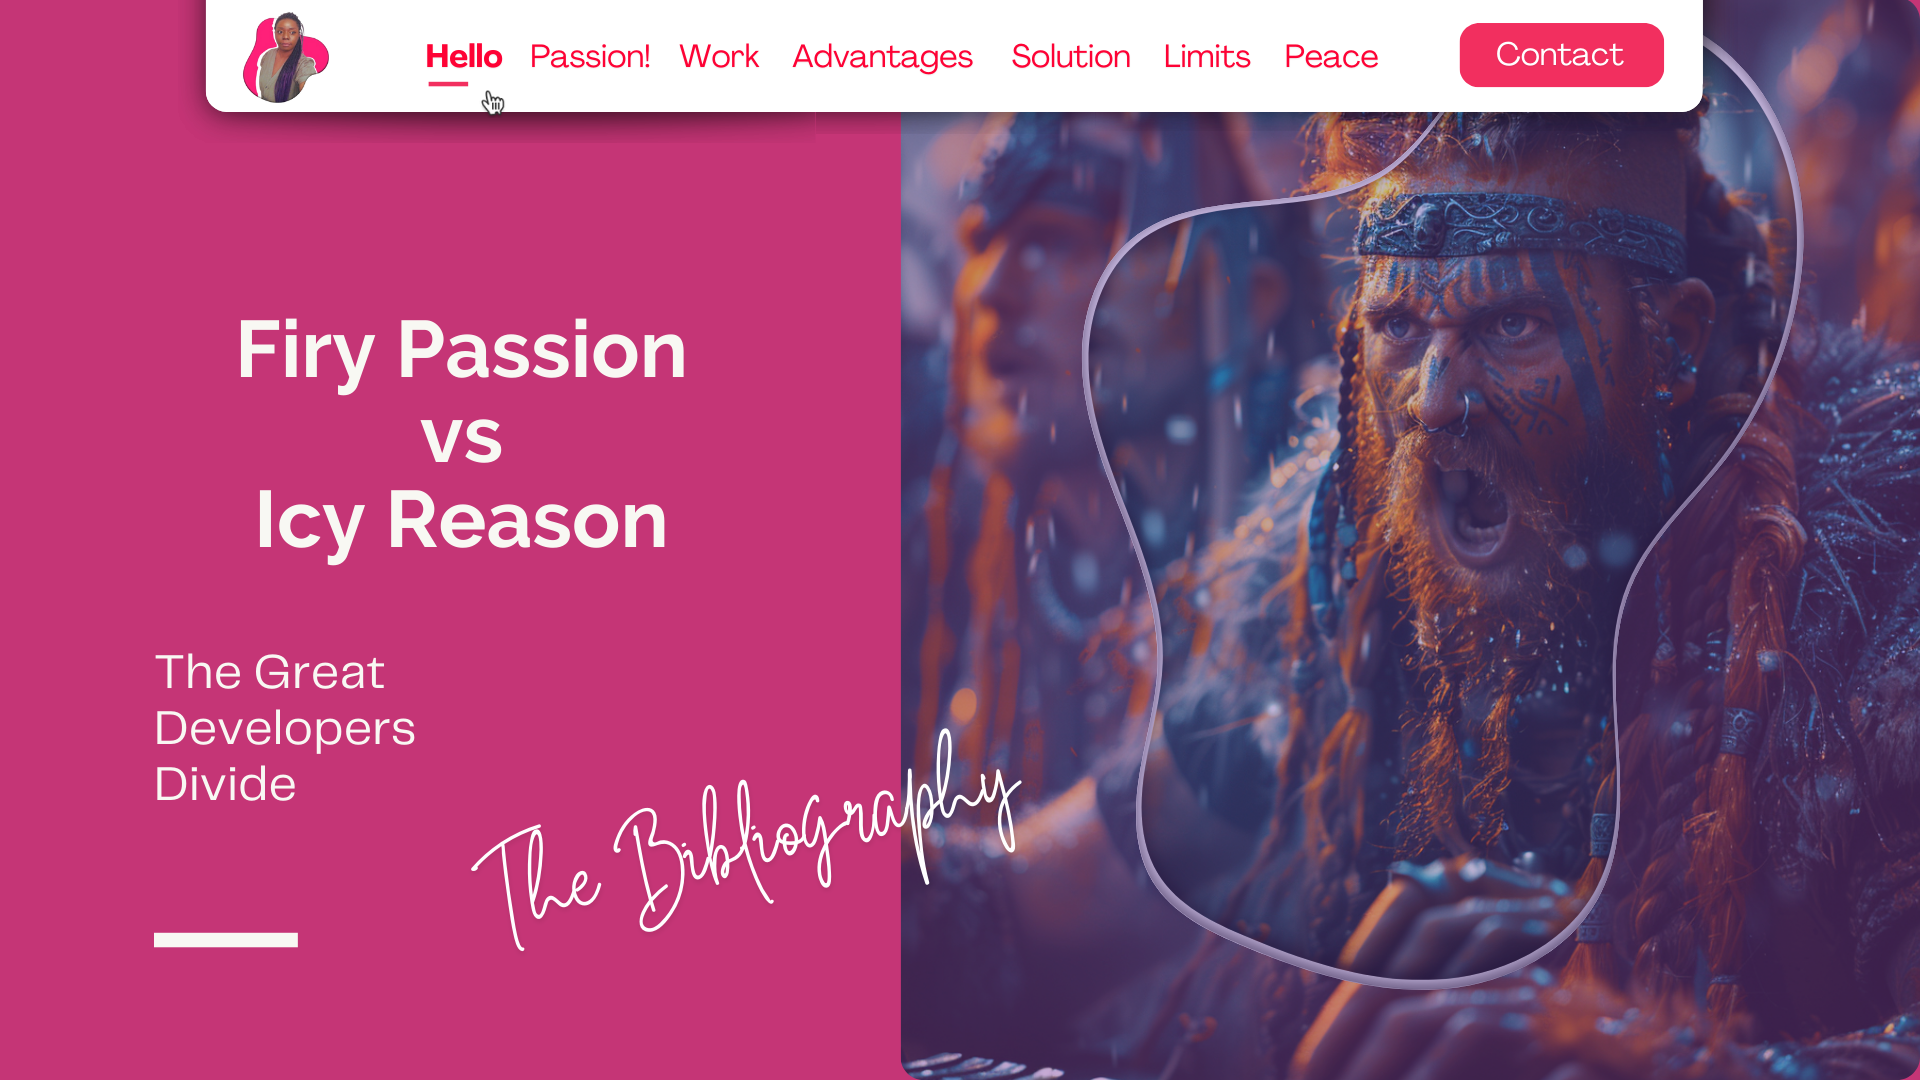 Hello Passion! Work Advantages Solution Limits Peace Contact
Firy Passion
vs
Icy Reason
The Great
Developers
Divide
The Bibliography